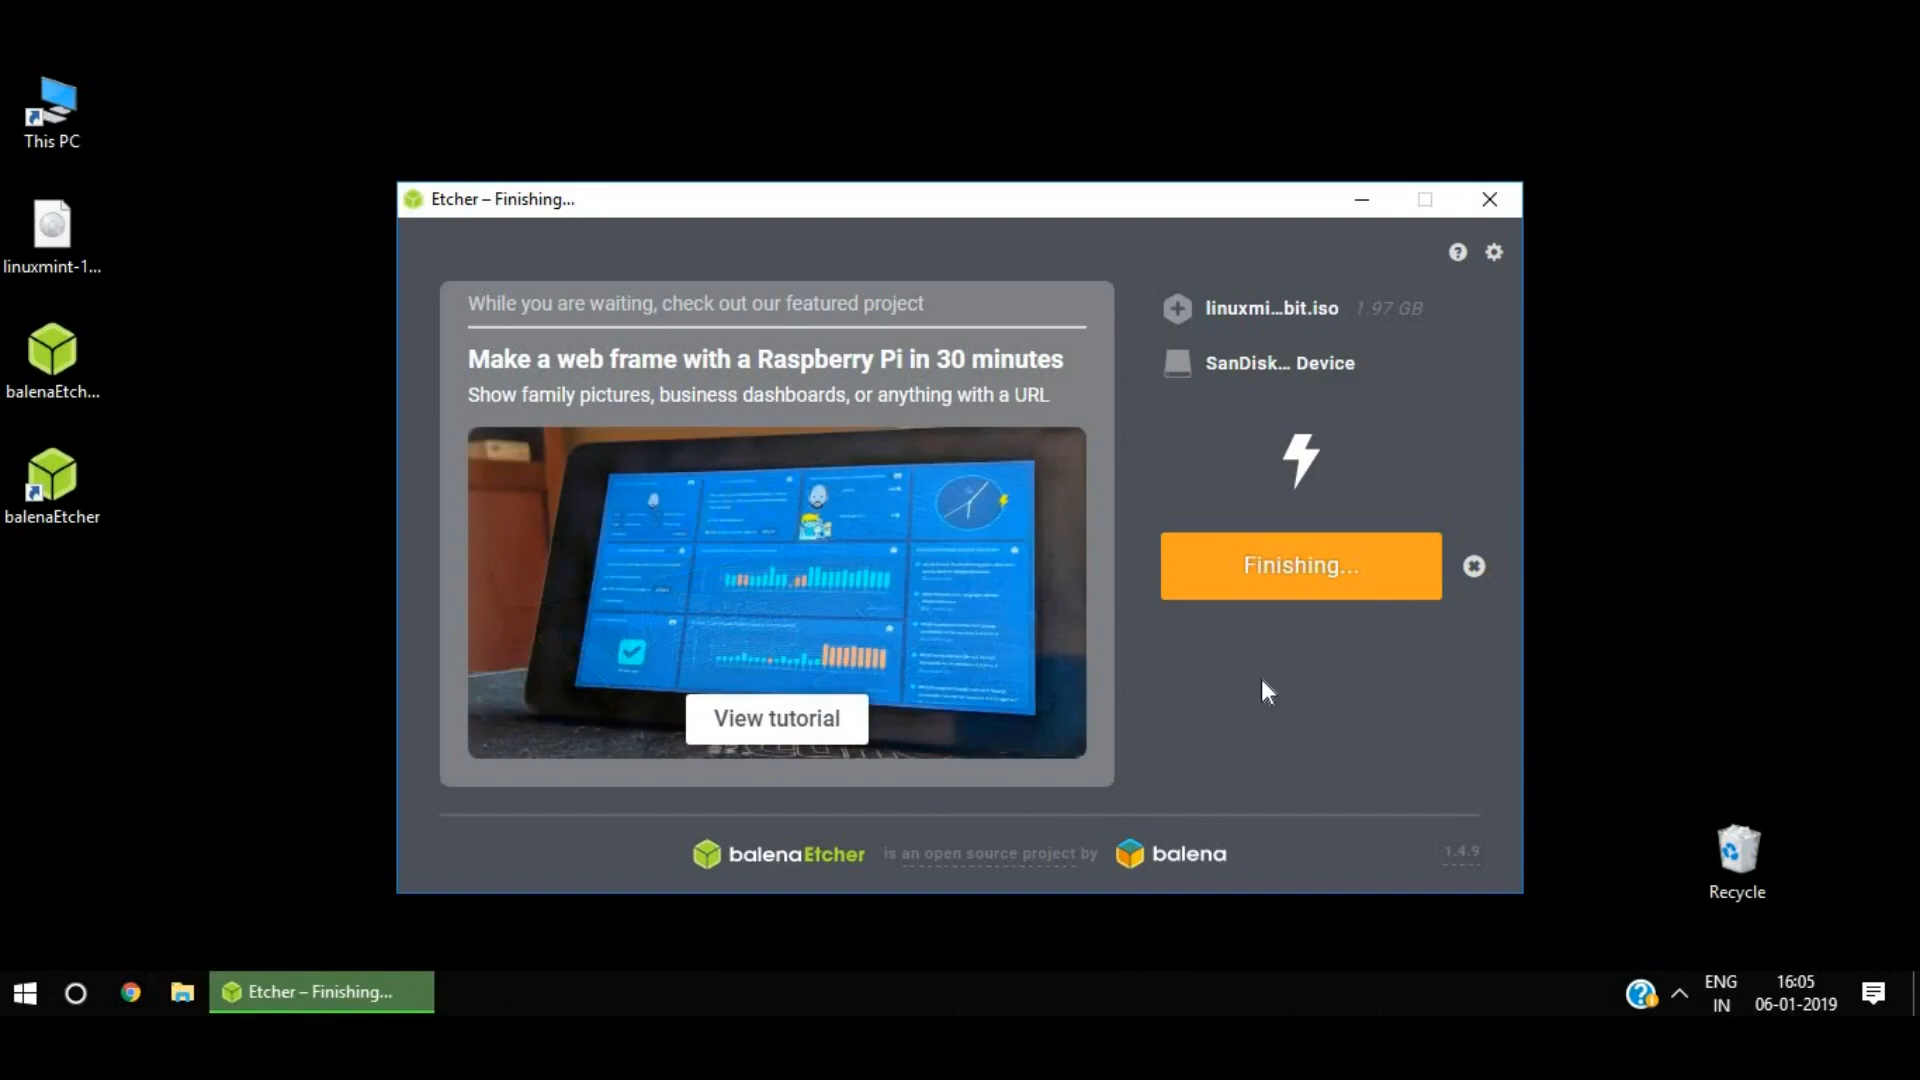 This PC
linuxmint-1...
balenaEtch...
balenaEtcher
Etcher – Finishing...
While you are waiting, check out our featured project
Make a web frame with a Raspberry Pi in 30 minutes
Show family pictures, business dashboards, or anything with a URL
View tutorial
linuxmi...bit.iso 1.97 GB
SanDisk... Device
Finishing...
balenaEtcher is an open source project by balena
1.4.9
Recycle
Etcher – Finishing...
ENG
IN
16:05
06-01-2019